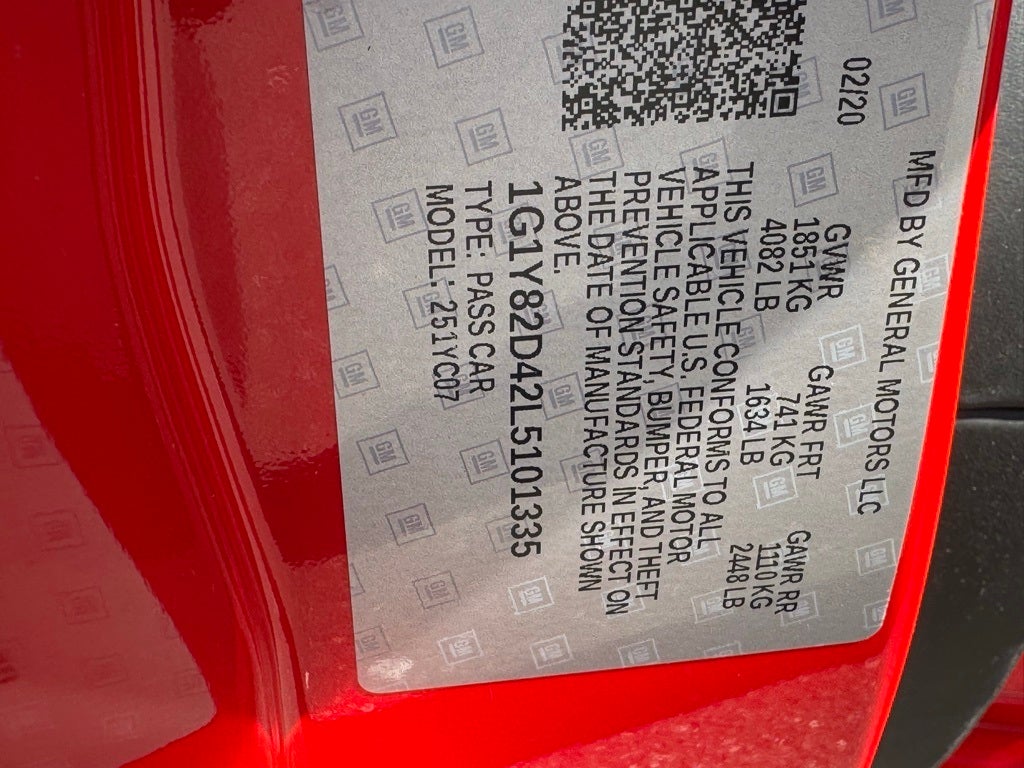 MFD BY GENERAL MOTORS LLC
02/20
GVWR GAWR FRT GAWR RR
1851 KG 741 KG 1110 KG
4082 LB 1634 LB 2448 LB
THIS VEHICLE CONFORMS TO ALL
APPLICABLE U.S. FEDERAL MOTOR
VEHICLE SAFETY, BUMPER, AND THEFT
PREVENTION STANDARDS IN EFFECT ON
THE DATE OF MANUFACTURE SHOWN
ABOVE.
1G1Y82D42L5101335
TYPE: PASS CAR
MODEL: 251YC07